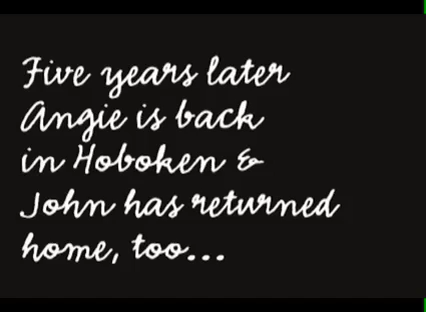 Five years later
Angie is back
in Hoboken &
John has returned
home, too...